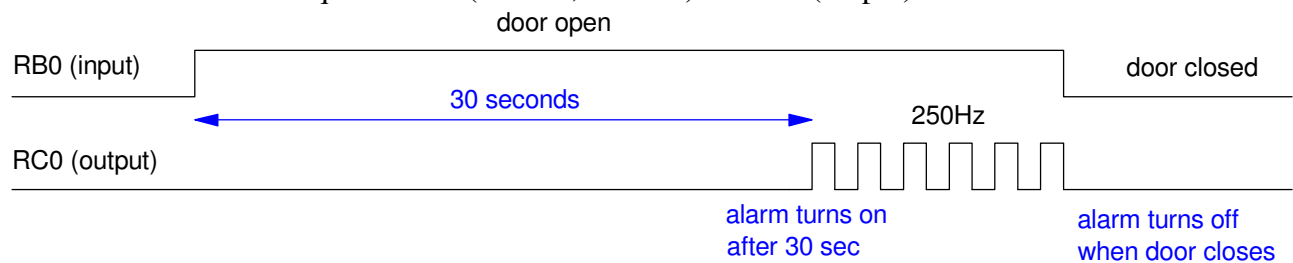 door open
RB0 (input)
door closed
30 seconds
250Hz
RC0 (output)
alarm turns on
after 30 sec
alarm turns off
when door closes